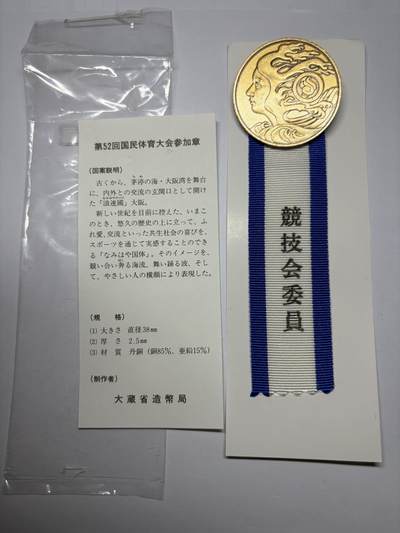 第52回国民体育大会参加章
(図案説明)
古くから、茅渟の海・大阪湾を舞台
に、内外との交流の玄関口として開け
た「浪速國」大阪。
新しい世紀を目前に控えた、いまこ
のとき、悠久の歴史の上に立って、ふ
れ愛、交流といった共生社会の喜びを、
スポーツを通じて実感することのでき
る「なみはや国体」。そのイメージを、
競い合い奔る海流、舞い踊る波、そし
て、やさしい人の横顔により表現した。
(規格)
(1) 大きさ 直径38㎜
(2) 厚さ 2.5㎜
(3) 材質 丹銅(銅85%、亜鉛15%)
(制作者)
大蔵省造幣局
競技会委員